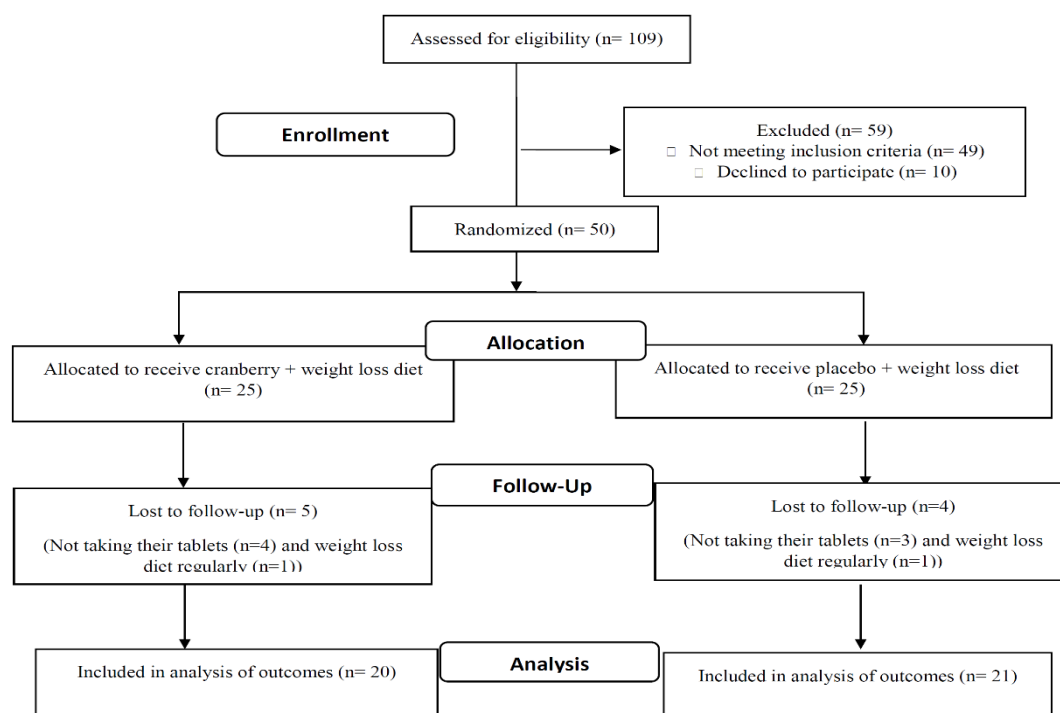 Assessed for eligibility (n= 109)
Enrollment
Excluded (n= 59)
□ Not meeting inclusion criteria (n= 49)
□ Declined to participate (n= 10)
Randomized (n= 50)
Allocation
Allocated to receive cranberry + weight loss diet
(n= 25)
Allocated to receive placebo + weight loss diet
(n= 25)
Follow-Up
Lost to follow-up (n= 5)
(Not taking their tablets (n=4) and weight loss
diet regularly (n=1))
Lost to follow-up (n=4)
(Not taking their tablets (n=3) and weight loss
diet regularly (n=1))
Analysis
Included in analysis of outcomes (n= 20)
Included in analysis of outcomes (n= 21)